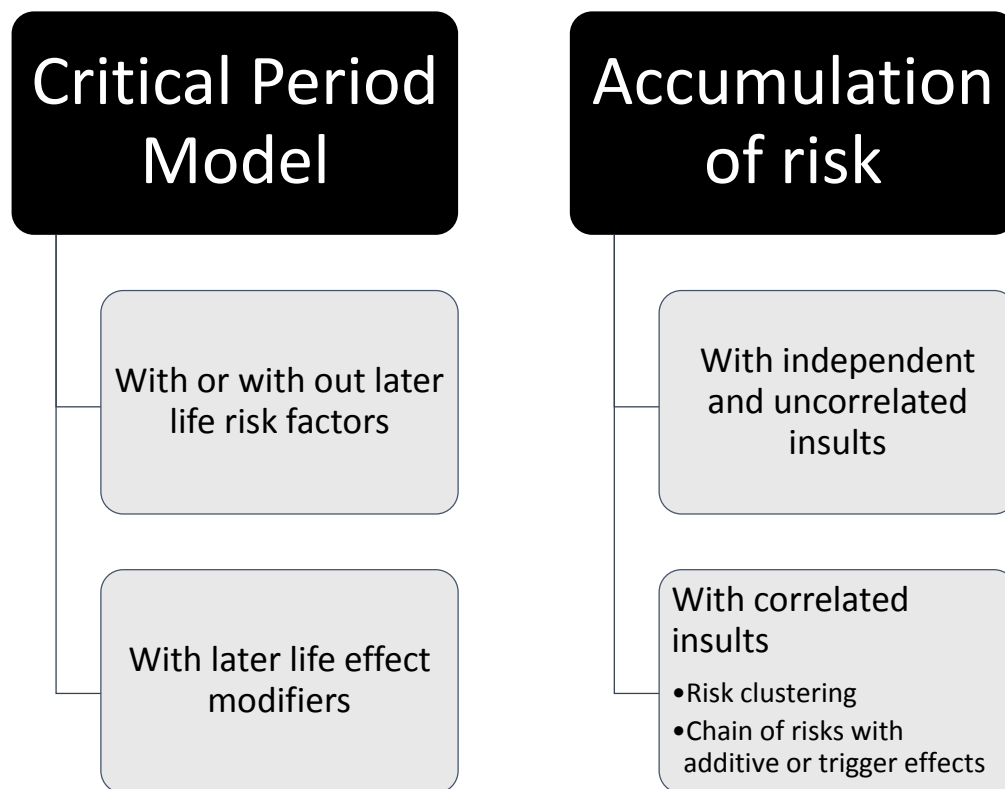 Critical Period
Model
With or with out later
life risk factors
With later life effect
modifiers
Accumulation
of risk
With independent
and uncorrelated
insults
With correlated
insults
•Risk clustering
•Chain of risks with
additive or trigger effects